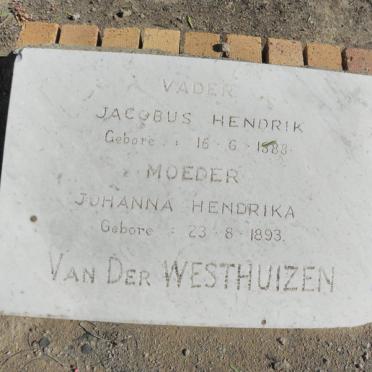 VADER
JACOBUS HENDRIK
Gebore : 16 · 6 · 1888.
MOEDER
JOHANNA HENDRIKA
Gebore : 23 · 8 · 1893.
VAN DER WESTHUIZEN